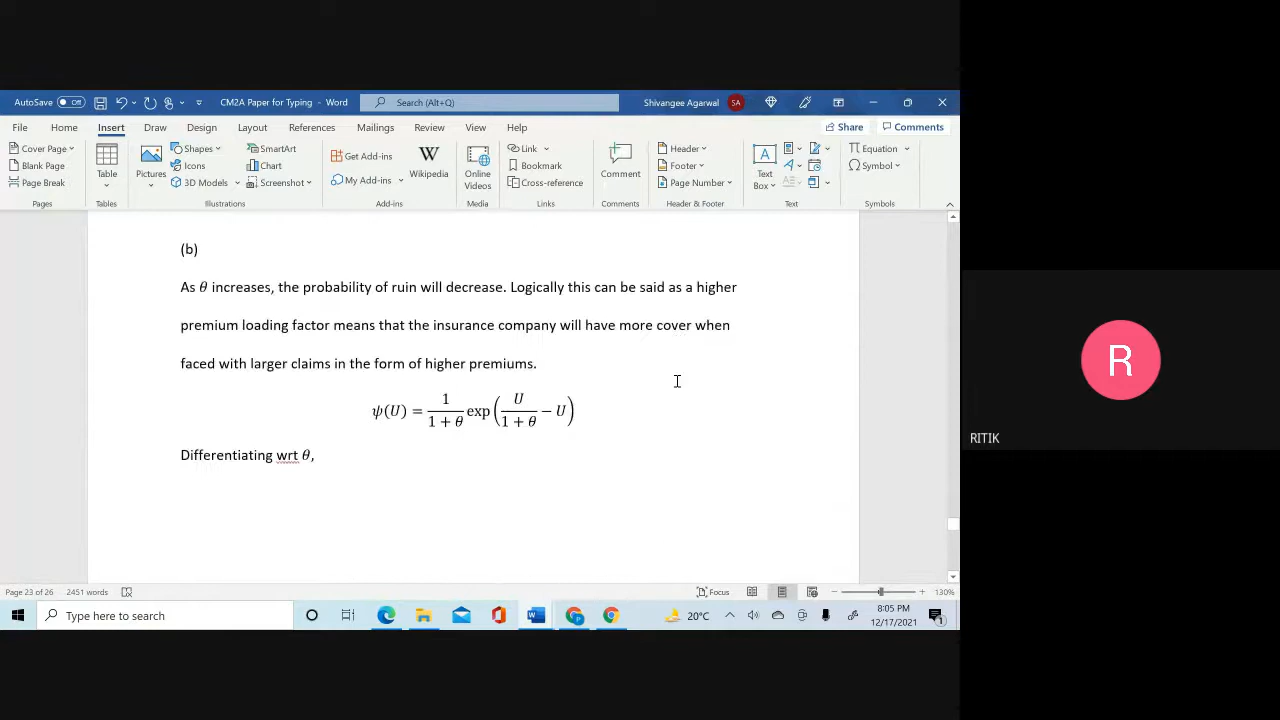 AutoSave Off CM2A Paper for Typing - Word Search (Alt+Q) Shivangee Agarwal SA
File Home Insert Draw Design Layout References Mailings Review View Help Share Comments
Cover Page
Blank Page
Page Break
Pages
Table
Tables
Pictures
Shapes
Icons
3D Models
SmartArt
Chart
Screenshot
Illustrations
Get Add-ins
My Add-ins
Wikipedia
Add-ins
Online
Videos
Media
Link
Bookmark
Cross-reference
Links
Comment
Comments
Header
Footer
Page Number
Header & Footer
Text
Box
Text
Equation
Symbol
Symbols
(b)
As θ increases, the probability of ruin will decrease. Logically this can be said as a higher
premium loading factor means that the insurance company will have more cover when
faced with larger claims in the form of higher premiums.
ψ(U) = 1/(1 + θ) exp(U/(1 + θ) − U)
Differentiating wrt θ,
R
RITIK
Page 23 of 26 2451 words Focus 130%
Type here to search 20°C 8:05 PM
12/17/2021 1